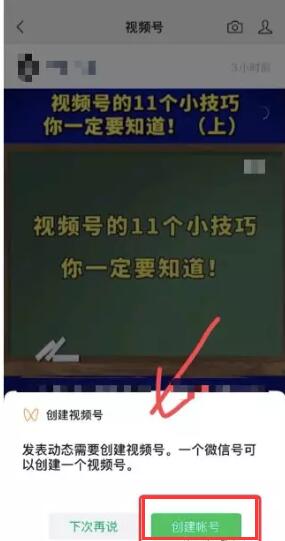 视频号
3小时前
视频号的11个小技巧
你一定要知道！（上）
视频号的11个小技巧
你一定要知道！
创建视频号
发表动态需要创建视频号。一个微信号可
以创建一个视频号。
下次再说
创建帐号